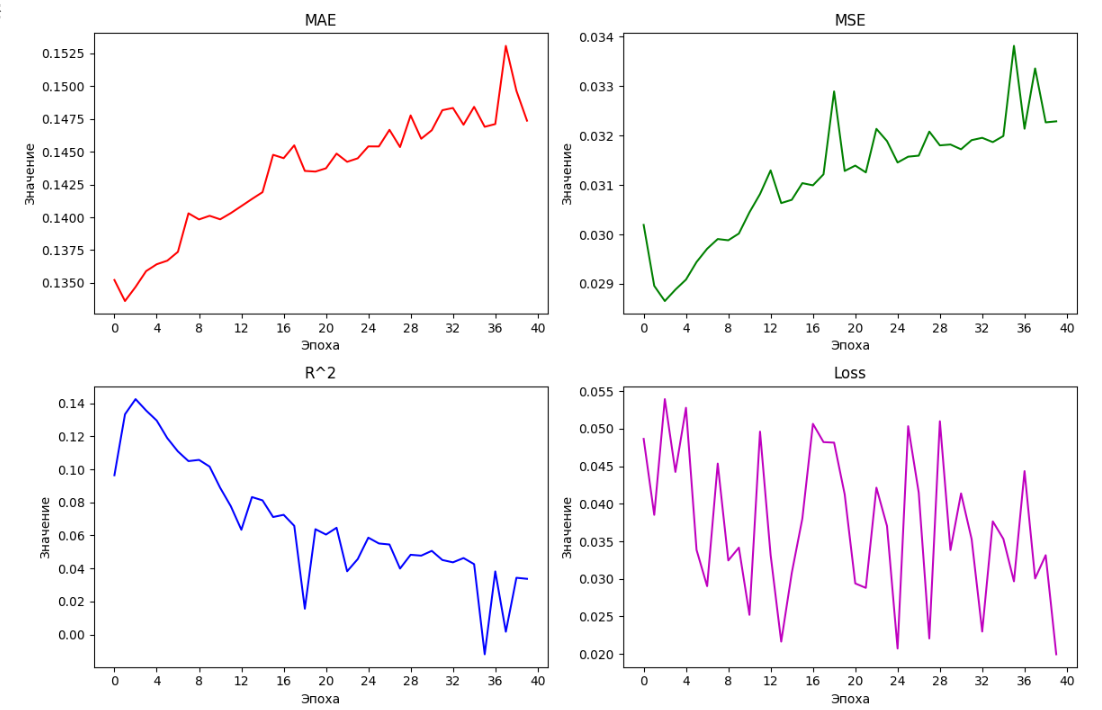 MAE
0.1525
0.1500
0.1475
0.1450
0.1425
0.1400
0.1375
0.1350
Значение
0 4 8 12 16 20 24 28 32 36 40
Эпоха
MSE
0.034
0.033
0.032
0.031
0.030
0.029
Значение
0 4 8 12 16 20 24 28 32 36 40
Эпоха
R^2
0.14
0.12
0.10
0.08
0.06
0.04
0.02
0.00
Значение
0 4 8 12 16 20 24 28 32 36 40
Эпоха
Loss
0.055
0.050
0.045
0.040
0.035
0.030
0.025
0.020
Значение
0 4 8 12 16 20 24 28 32 36 40
Эпоха